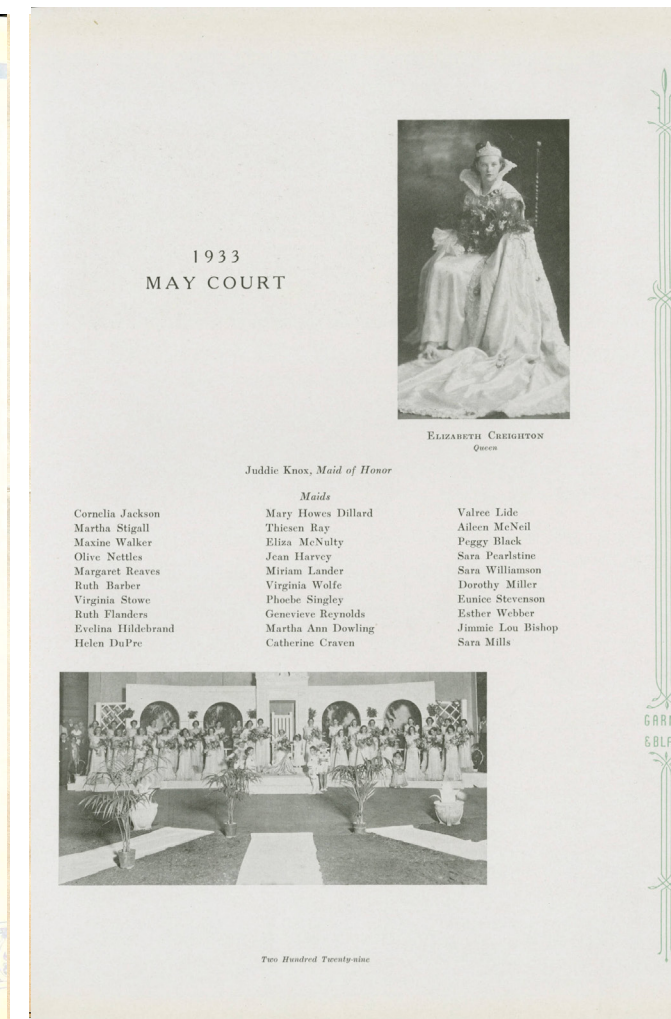 1933
MAY COURT
ELIZABETH CREIGHTON
Queen
Juddie Knox, Maid of Honor
Maids
Cornelia Jackson
Martha Stigall
Maxine Walker
Olive Nettles
Margaret Reaves
Ruth Barber
Virginia Stowe
Ruth Flanders
Evelina Hildebrand
Helen DuPre
Mary Howes Dillard
Thiesen Ray
Eliza McNulty
Jean Harvey
Miriam Lander
Virginia Wolfe
Phoebe Singley
Genevieve Reynolds
Martha Ann Dowling
Catherine Craven
Valree Lide
Aileen McNeil
Peggy Black
Sara Pearlstine
Sara Williamson
Dorothy Miller
Eunice Stevenson
Esther Webber
Jimmie Lou Bishop
Sara Mills
Two Hundred Twenty-nine